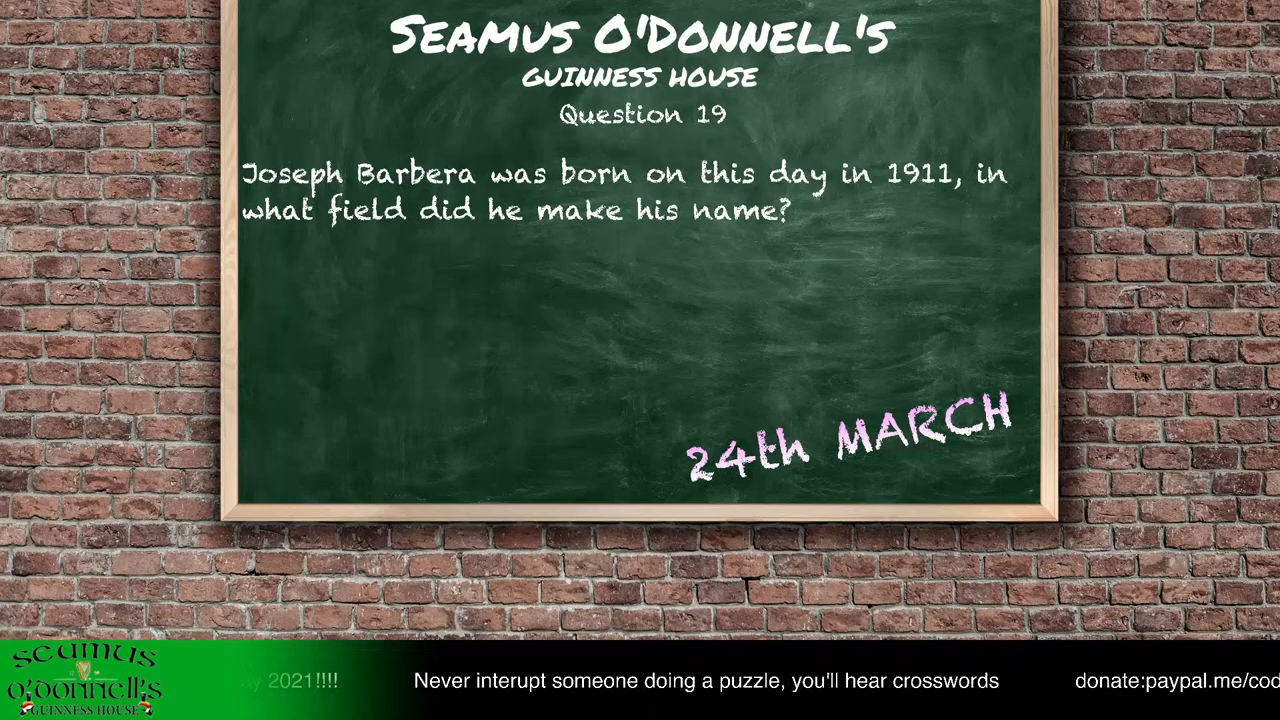 SEAMUS O'DONNELL'S
GUINNESS HOUSE
Question 19
Joseph Barbera was born on this day in 1911, in
what field did he make his name?
24th MARCH
seamus
o'donnell's
GUINNESS HOUSE
2021!!!! Never interupt someone doing a puzzle, you'll hear crosswords donate:paypal.me/cod